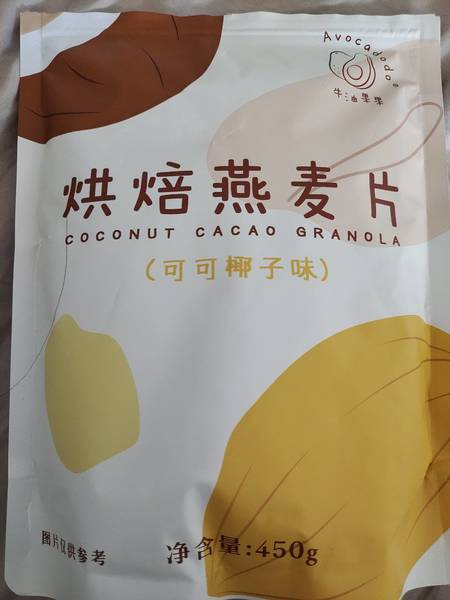 Avocadodos
牛油果果
烘焙燕麦片
COCONUT CACAO GRANOLA
(可可椰子味)
图片仅供参考
净含量:450g